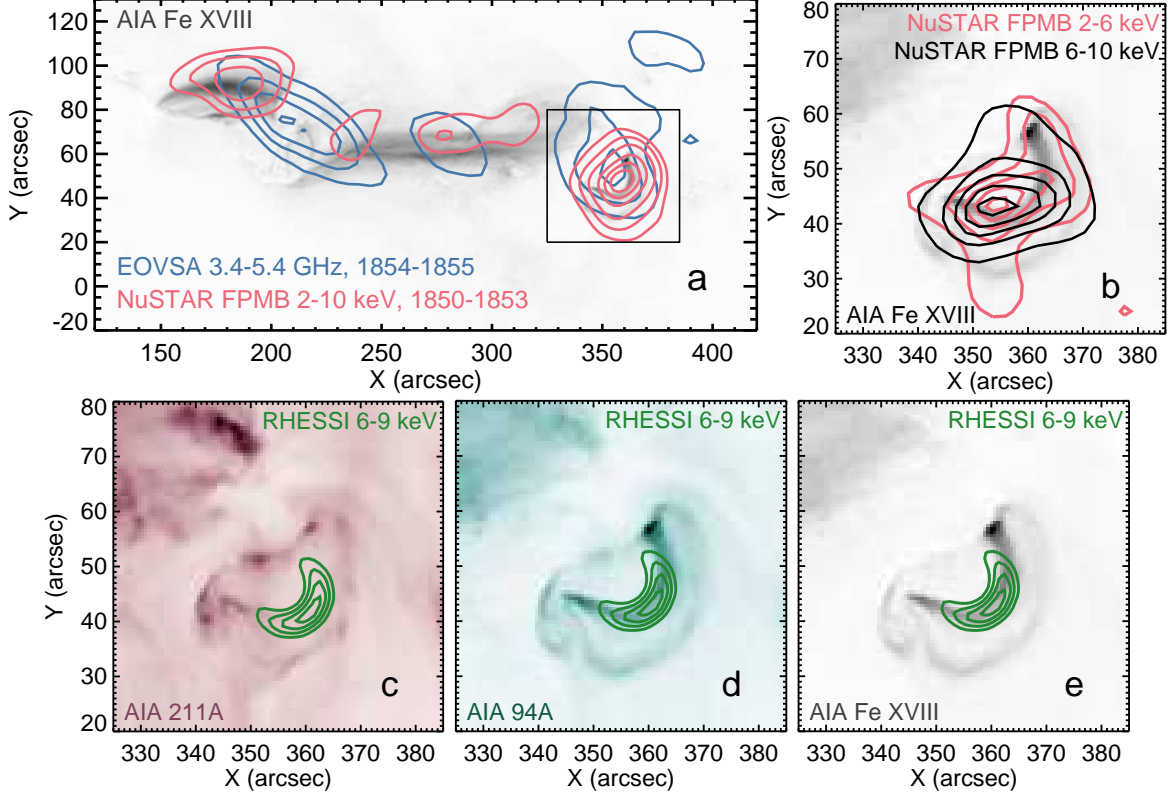 AIA Fe XVIII
120
100
80
60
40
20
0
-20
Y (arcsec)
EOVSA 3.4-5.4 GHz, 1854-1855
NuSTAR FPMB 2-10 keV, 1850-1853
a
150 200 250 300 350 400
X (arcsec)
NuSTAR FPMB 2-6 keV
NuSTAR FPMB 6-10 keV
80
70
60
50
40
30
20
Y (arcsec)
b
AIA Fe XVIII
330 340 350 360 370 380
X (arcsec)
RHESSI 6-9 keV
80
70
60
50
40
30
20
Y (arcsec)
c
AIA 211A
330 340 350 360 370 380
X (arcsec)
RHESSI 6-9 keV
d
AIA 94A
330 340 350 360 370 380
X (arcsec)
RHESSI 6-9 keV
e
AIA Fe XVIII
330 340 350 360 370 380
X (arcsec)